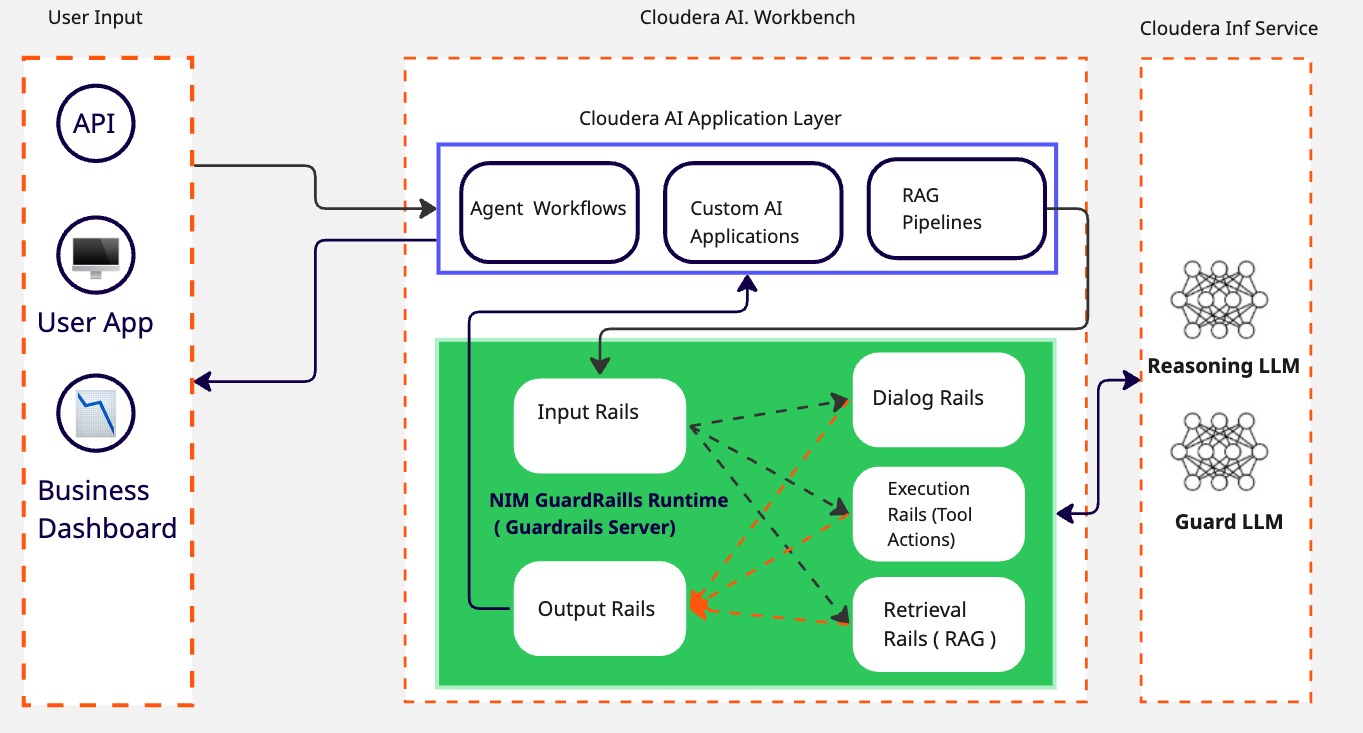 User Input
Cloudera AI. Workbench
Cloudera Inf Service
API
User App
Business
Dashboard
Cloudera AI Application Layer
Agent  Workflows
Custom AI
Applications
RAG
Pipelines
Input Rails
NIM GuardRaills Runtime
( Guardrails Server)
Output Rails
Dialog Rails
Execution
Rails (Tool
Actions)
Retrieval
Rails ( RAG )
Reasoning LLM
Guard LLM